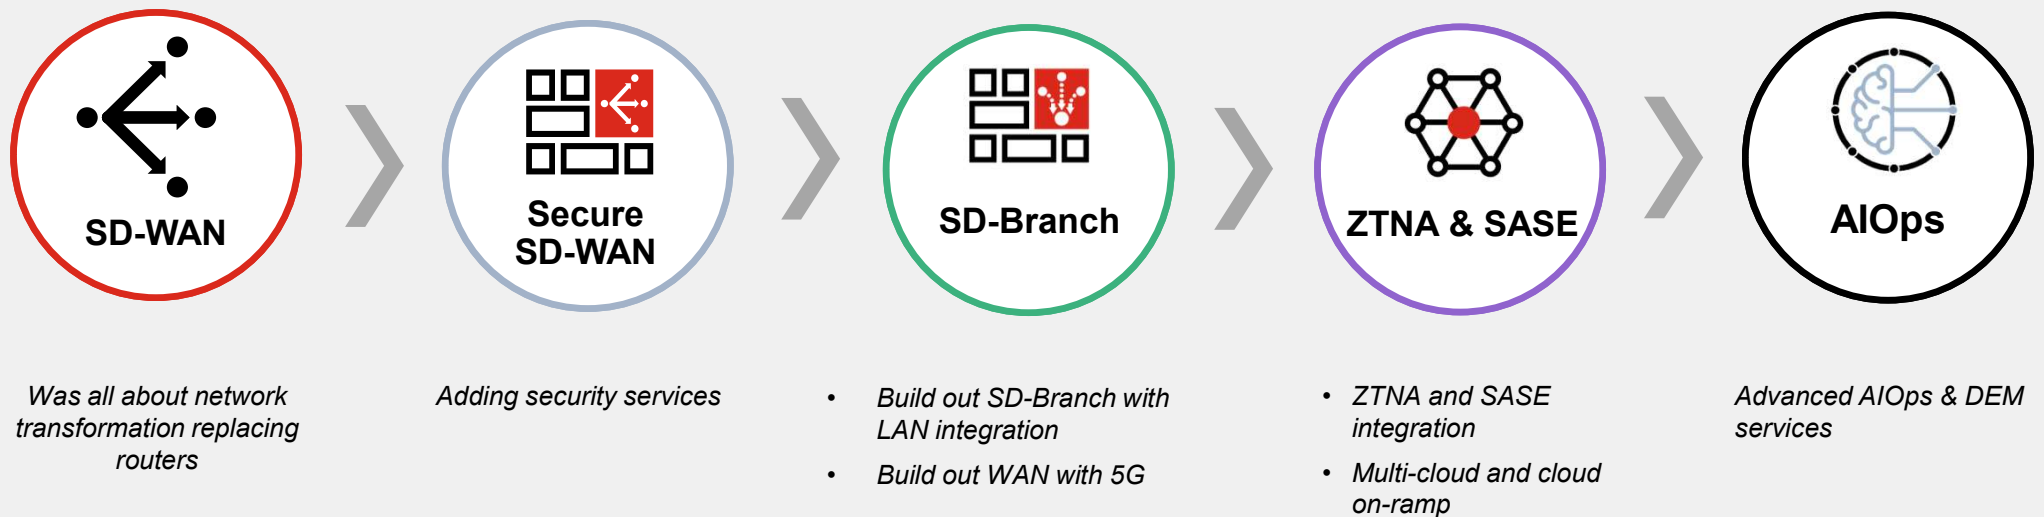 SD-WAN
Secure
SD-WAN
SD-Branch
ZTNA & SASE
AIOps
Was all about network
transformation replacing
routers
Adding security services
• Build out SD-Branch with
LAN integration
• Build out WAN with 5G
• ZTNA and SASE
integration
• Multi-cloud and cloud
on-ramp
Advanced AIOps & DEM
services